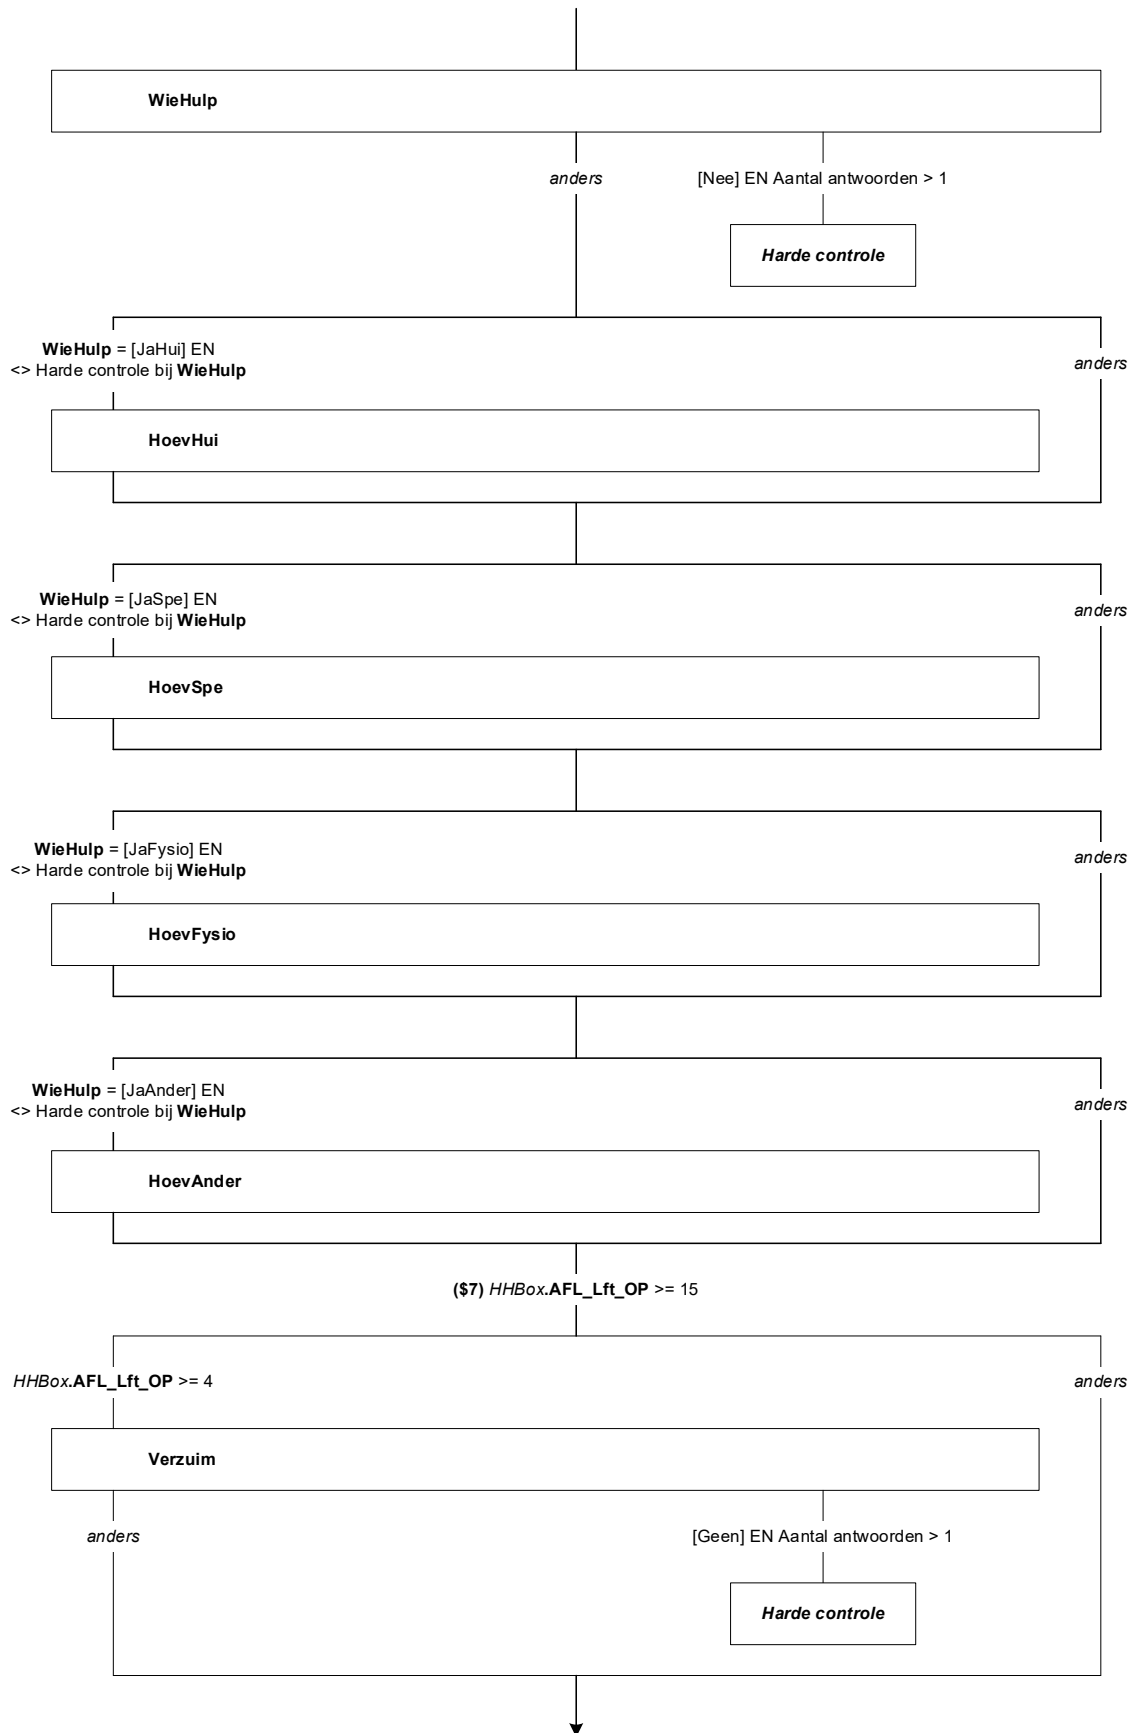 WieHulp
anders
[Nee] EN Aantal antwoorden > 1
Harde controle
WieHulp = [JaHui] EN
<> Harde controle bij WieHulp
anders
HoevHui
WieHulp = [JaSpe] EN
<> Harde controle bij WieHulp
anders
HoevSpe
WieHulp = [JaFysio] EN
<> Harde controle bij WieHulp
anders
HoevFysio
WieHulp = [JaAnder] EN
<> Harde controle bij WieHulp
anders
HoevAnder
($7) HHBox.AFL_Lft_OP >= 15
HHBox.AFL_Lft_OP >= 4
anders
Verzuim
anders
[Geen] EN Aantal antwoorden > 1
Harde controle